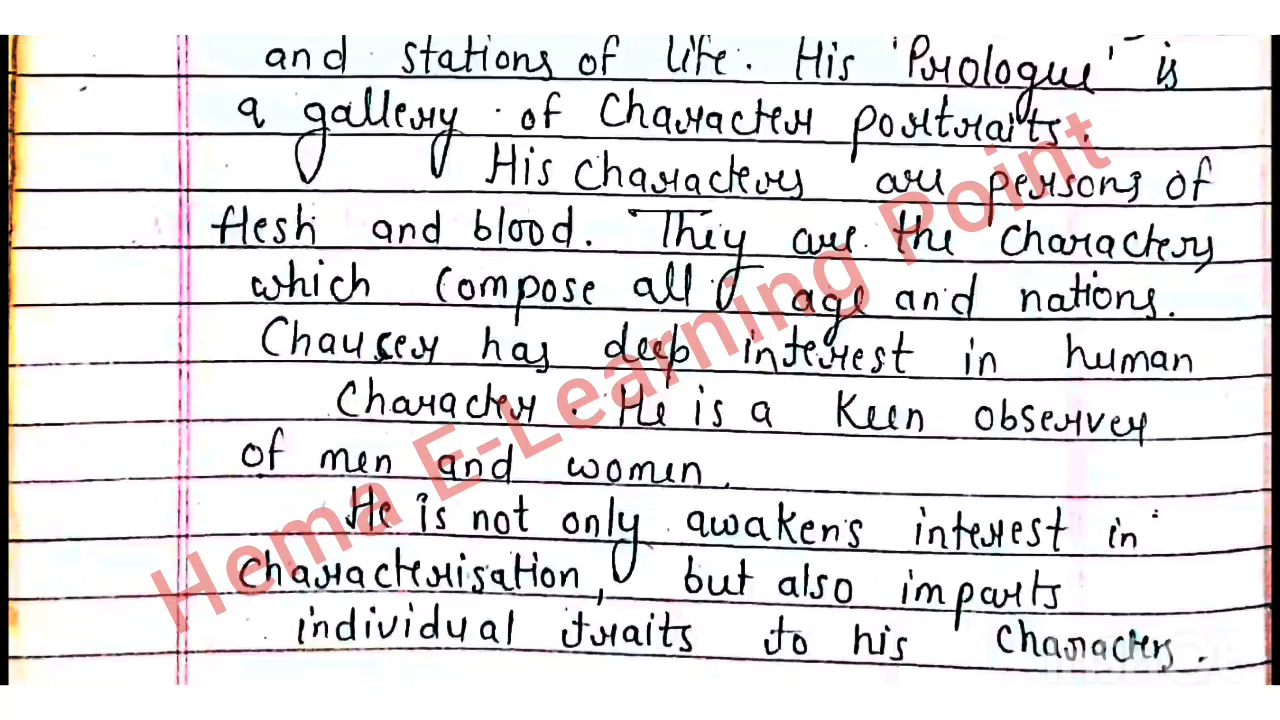 and stations of life. His 'Prologue' is
a gallery of Character portraits.
His characters are persons of
flesh and blood. They are the characters
which compose all age and nations.
Chauser has deep interest in human
Character. He is a Keen observer
of men and women.
He is not only awakens interest in
characterisation, but also imparts
individual traits to his characters.
Hema E-Learning Point